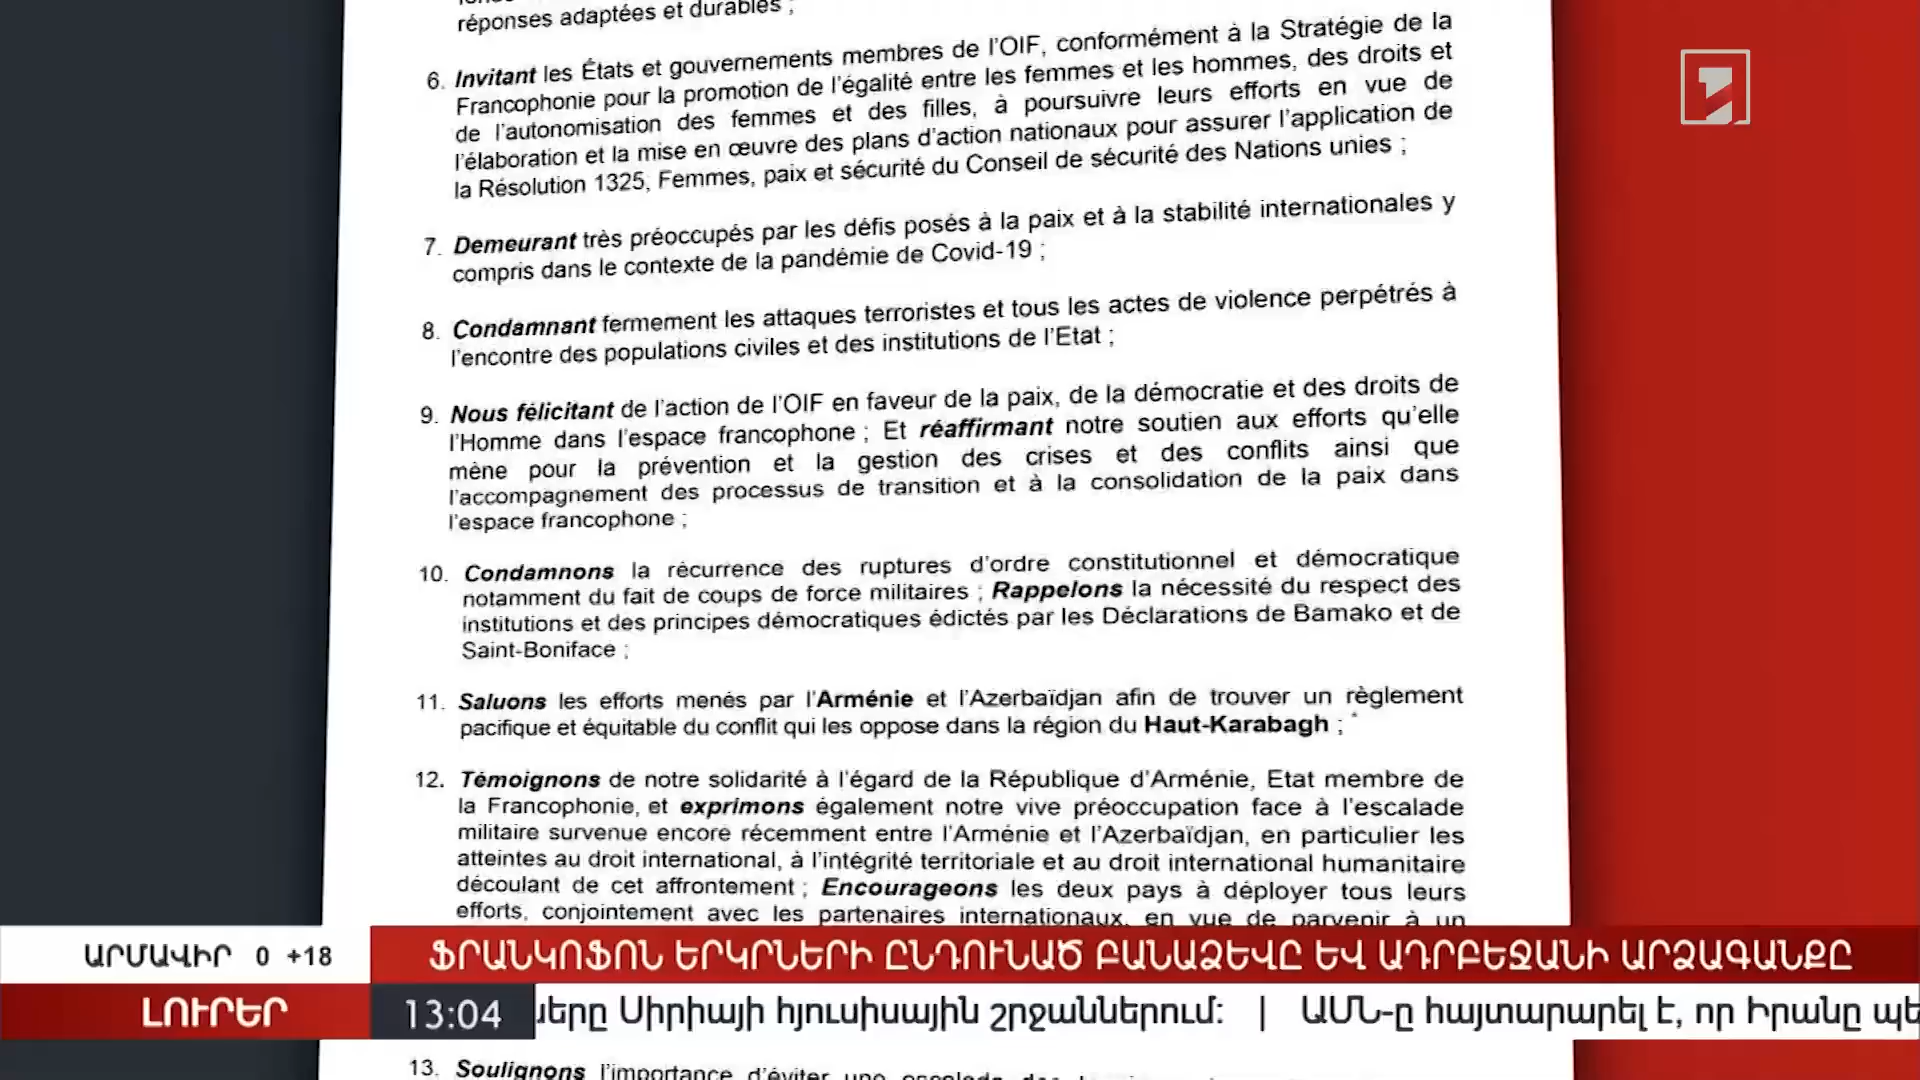 réponses adaptées et durables ;
6. Invitant les États et gouvernements membres de l'OIF, conformément à la Stratégie de la
Francophonie pour la promotion de l'égalité entre les femmes et les hommes, des droits et
de l'autonomisation des femmes et des filles, à poursuivre leurs efforts en vue de
l'élaboration et la mise en œuvre des plans d'action nationaux pour assurer l'application de
la Résolution 1325, Femmes, paix et sécurité du Conseil de sécurité des Nations unies ;
7. Demeurant très préoccupés par les défis posés à la paix et à la stabilité internationales y
compris dans le contexte de la pandémie de Covid-19 ;
8. Condamnant fermement les attaques terroristes et tous les actes de violence perpétrés à
l'encontre des populations civiles et des institutions de l'Etat ;
9. Nous félicitant de l'action de l'OIF en faveur de la paix, de la démocratie et des droits de
l'Homme dans l'espace francophone ; Et réaffirmant notre soutien aux efforts qu'elle
mène pour la prévention et la gestion des crises et des conflits ainsi que
l'accompagnement des processus de transition et à la consolidation de la paix dans
l'espace francophone ;
10. Condamnons la récurrence des ruptures d'ordre constitutionnel et démocratique
notamment du fait de coups de force militaires ; Rappelons la nécessité du respect des
institutions et des principes démocratiques édictés par les Déclarations de Bamako et de
Saint-Boniface ;
11. Saluons les efforts menés par l'Arménie et l'Azerbaïdjan afin de trouver un règlement
pacifique et équitable du conflit qui les oppose dans la région du Haut-Karabagh ; *
12. Témoignons de notre solidarité à l'égard de la République d'Arménie, Etat membre de
la Francophonie, et exprimons également notre vive préoccupation face à l'escalade
militaire survenue encore récemment entre l'Arménie et l'Azerbaïdjan, en particulier les
atteintes au droit international, à l'intégrité territoriale et au droit international humanitaire
découlant de cet affrontement ; Encourageons les deux pays à déployer tous leurs
efforts, conjointement avec les partenaires internationaux, en vue de parvenir à un
ԱՐՄԱՎԻՐ 0 +18
ՖՐԱՆԿՈՖՈՆ ԵՐԿՐՆԵՐԻ ԸՆԴՈՒՆԱԾ ԲԱՆԱՁԵՎԸ ԵՎ ԱԴՐԲԵՋԱՆԻ ԱՐՁԱԳԱՆՔԸ
ԼՈՒՐԵՐ
13:04
ները Սիրիայի հյուսիսային շրջաններում: | ԱՄՆ-ը հայտարարել է, որ Իրանը պե
13. Soulignons l'importance d'éviter une